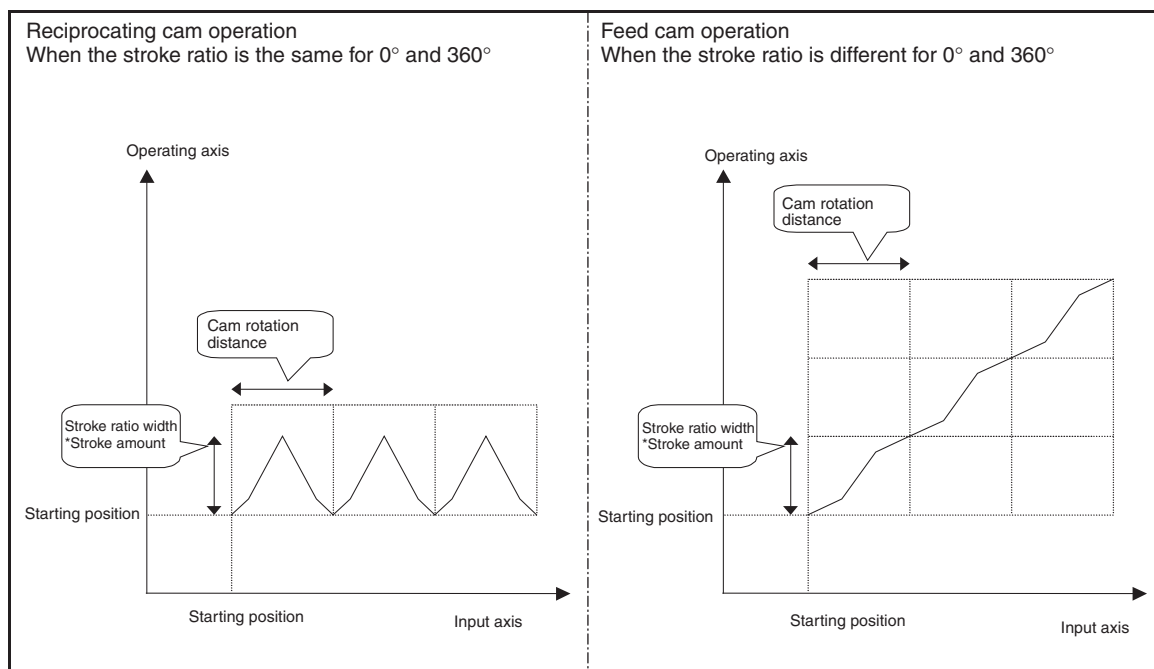 Reciprocating cam operation
When the stroke ratio is the same for 0° and 360°
Operating axis
Cam rotation
distance
Stroke ratio width
*Stroke amount
Starting position
Starting position
Input axis
Feed cam operation
When the stroke ratio is different for 0° and 360°
Operating axis
Cam rotation
distance
Stroke ratio width
*Stroke amount
Starting position
Starting position
Input axis